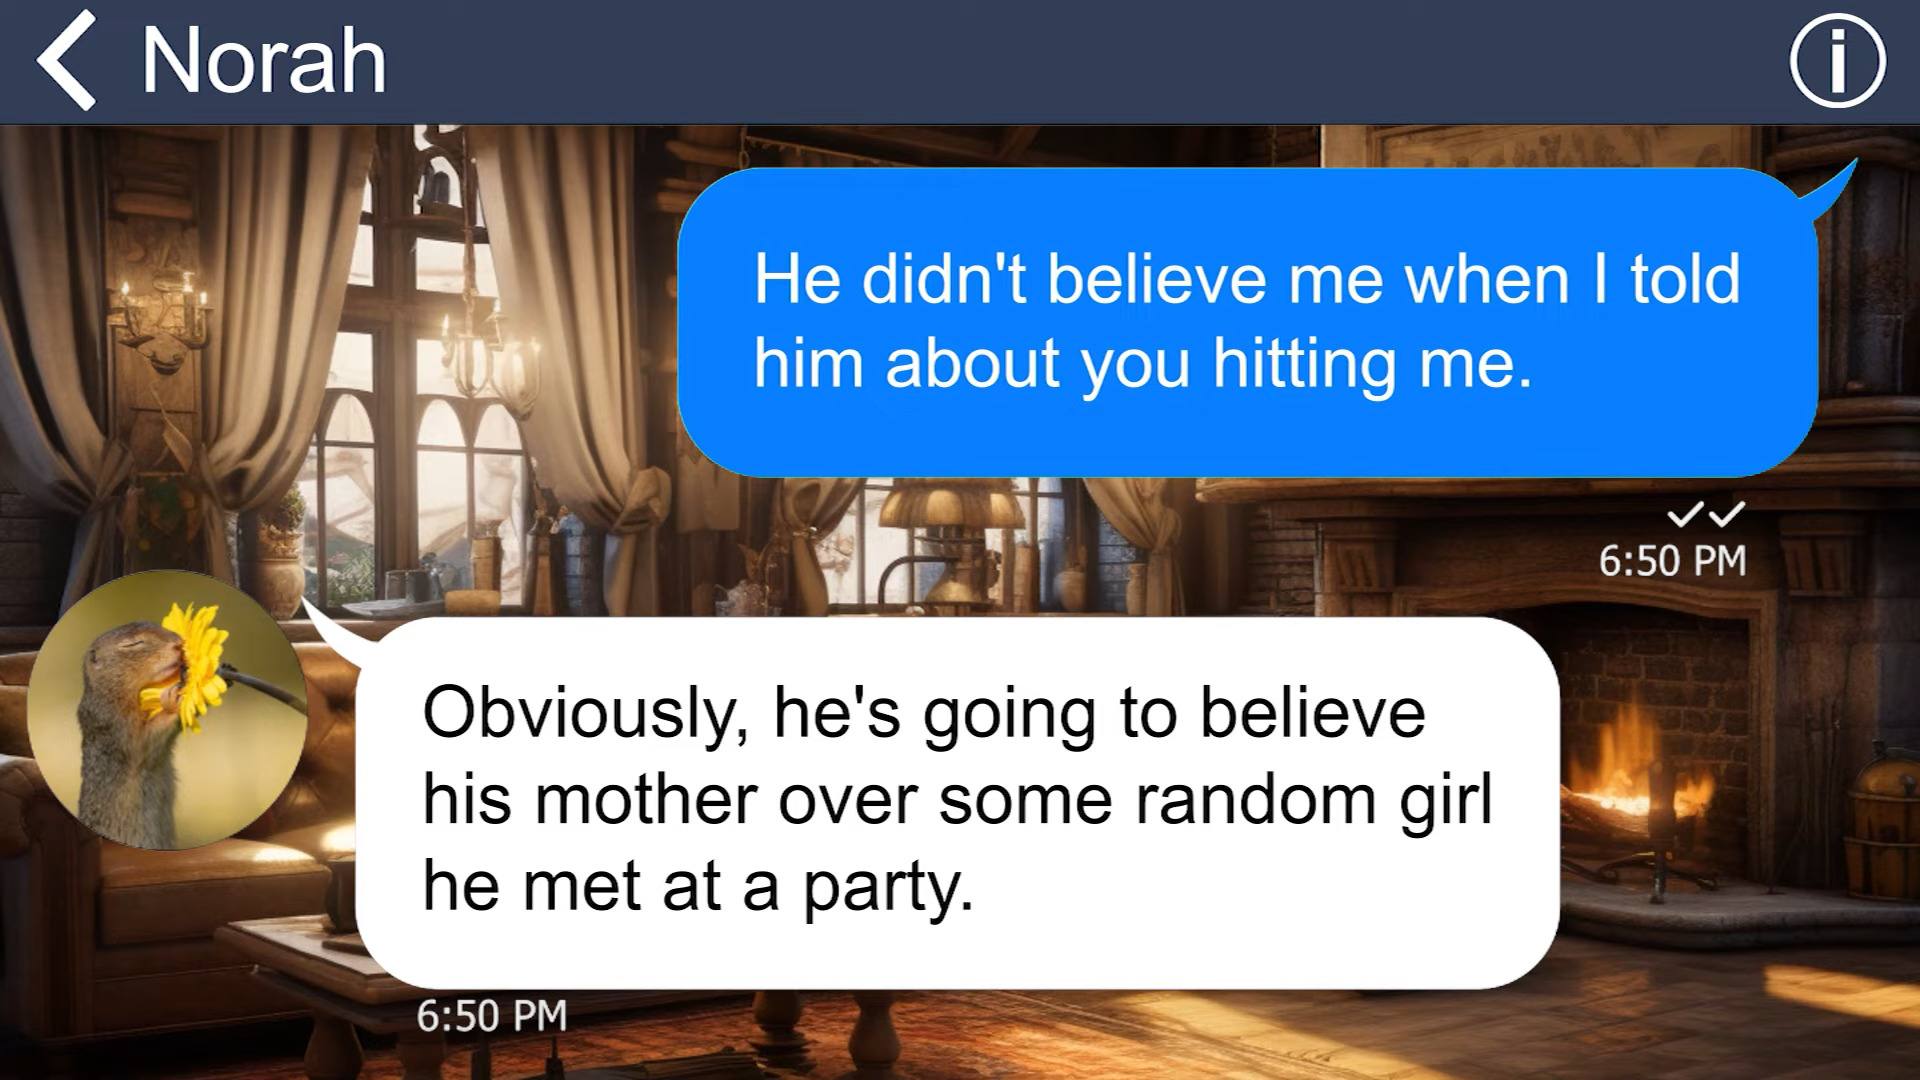 Norah
He didn't believe me when I told
him about you hitting me.
6:50 PM
Obviously, he's going to believe
his mother over some random girl
he met at a party.
6:50 PM